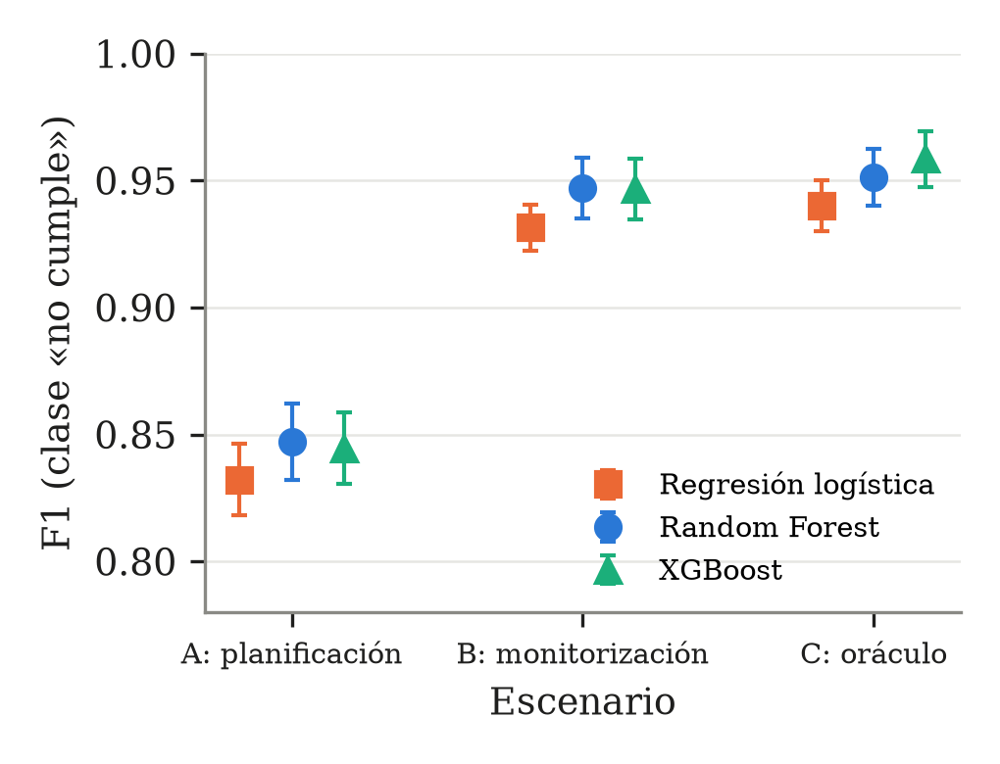 1.00
0.95
0.90
0.85
0.80
F1 (clase «no cumple»)
Regresión logística
Random Forest
XGBoost
A: planificación
B: monitorización
C: oráculo
Escenario